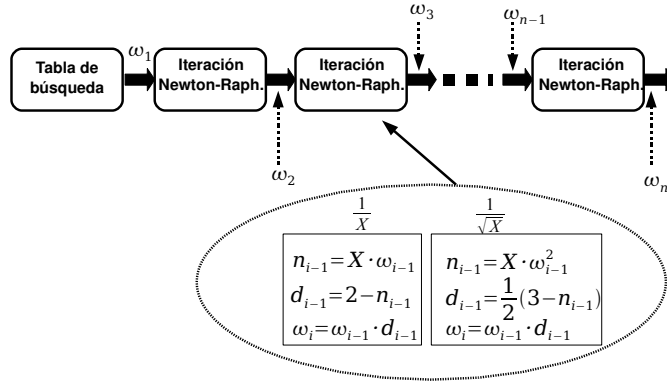 Tabla de
búsqueda
ω₁
Iteración
Newton-Raph.
ω₂
Iteración
Newton-Raph.
ω₃
ωₙ₋₁
Iteración
Newton-Raph.
ωₙ
1/X
nᵢ₋₁=X·ωᵢ₋₁
dᵢ₋₁=2−nᵢ₋₁
ωᵢ=ωᵢ₋₁·dᵢ₋₁
1/√X
nᵢ₋₁=X·ω²ᵢ₋₁
dᵢ₋₁=1/2(3−nᵢ₋₁)
ωᵢ=ωᵢ₋₁·dᵢ₋₁